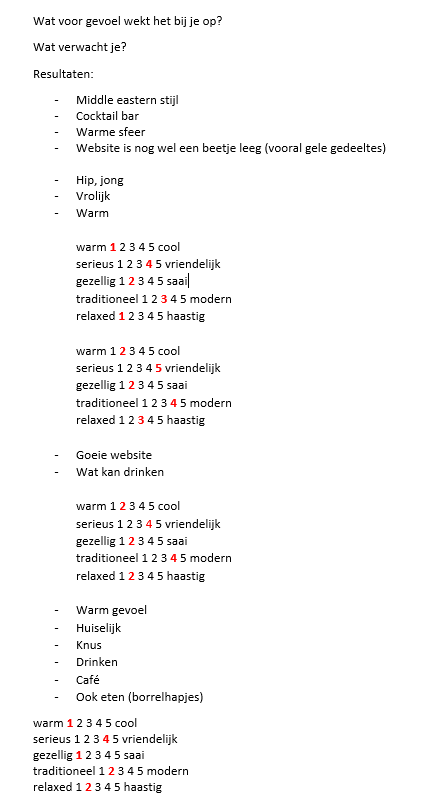 Wat voor gevoel wekt het bij je op?
Wat verwacht je?
Resultaten:
- Middle eastern stijl
- Cocktail bar
- Warme sfeer
- Website is nog wel een beetje leeg (vooral gele gedeeltes)
- Hip, jong
- Vrolijk
- Warm
warm 1 2 3 4 5 cool
serieus 1 2 3 4 5 vriendelijk
gezellig 1 2 3 4 5 saai
traditioneel 1 2 3 4 5 modern
relaxed 1 2 3 4 5 haastig
warm 1 2 3 4 5 cool
serieus 1 2 3 4 5 vriendelijk
gezellig 1 2 3 4 5 saai
traditioneel 1 2 3 4 5 modern
relaxed 1 2 3 4 5 haastig
- Goeie website
- Wat kan drinken
warm 1 2 3 4 5 cool
serieus 1 2 3 4 5 vriendelijk
gezellig 1 2 3 4 5 saai
traditioneel 1 2 3 4 5 modern
relaxed 1 2 3 4 5 haastig
- Warm gevoel
- Huiselijk
- Knus
- Drinken
- Café
- Ook eten (borrelhapjes)
warm 1 2 3 4 5 cool
serieus 1 2 3 4 5 vriendelijk
gezellig 1 2 3 4 5 saai
traditioneel 1 2 3 4 5 modern
relaxed 1 2 3 4 5 haastig